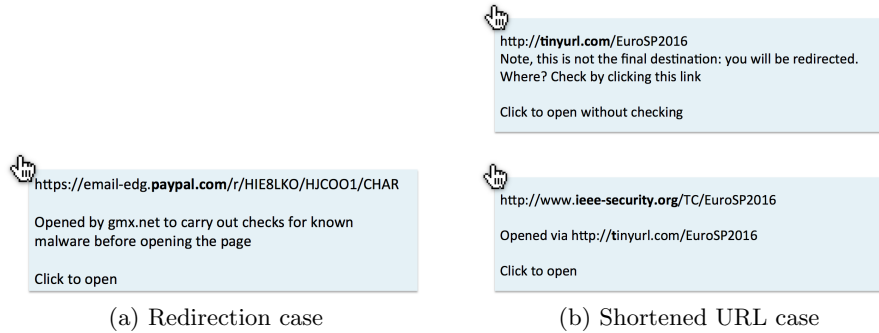 http://tinyurl.com/EuroSP2016
Note, this is not the final destination: you will be redirected.
Where? Check by clicking this link
Click to open without checking
https://email-edg.paypal.com/r/HIE8LKO/HJCOO1/CHAR
Opened by gmx.net to carry out checks for known
malware before opening the page
Click to open
http://www.ieee-security.org/TC/EuroSP2016
Opened via http://tinyurl.com/EuroSP2016
Click to open
(a) Redirection case
(b) Shortened URL case